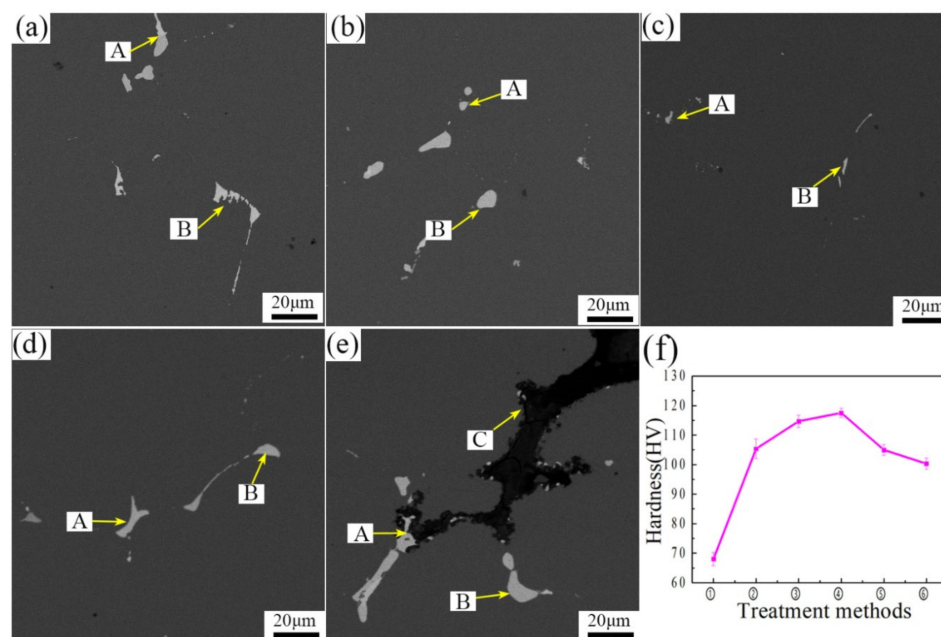 (a)
A
B
20μm
(b)
A
B
20μm
(c)
A
B
20μm
(d)
A
B
20μm
(e)
C
A
B
20μm
(f)
130
120
110
100
90
80
70
60
Hardness(HV)
① ② ③ ④ ⑤ ⑥
Treatment methods